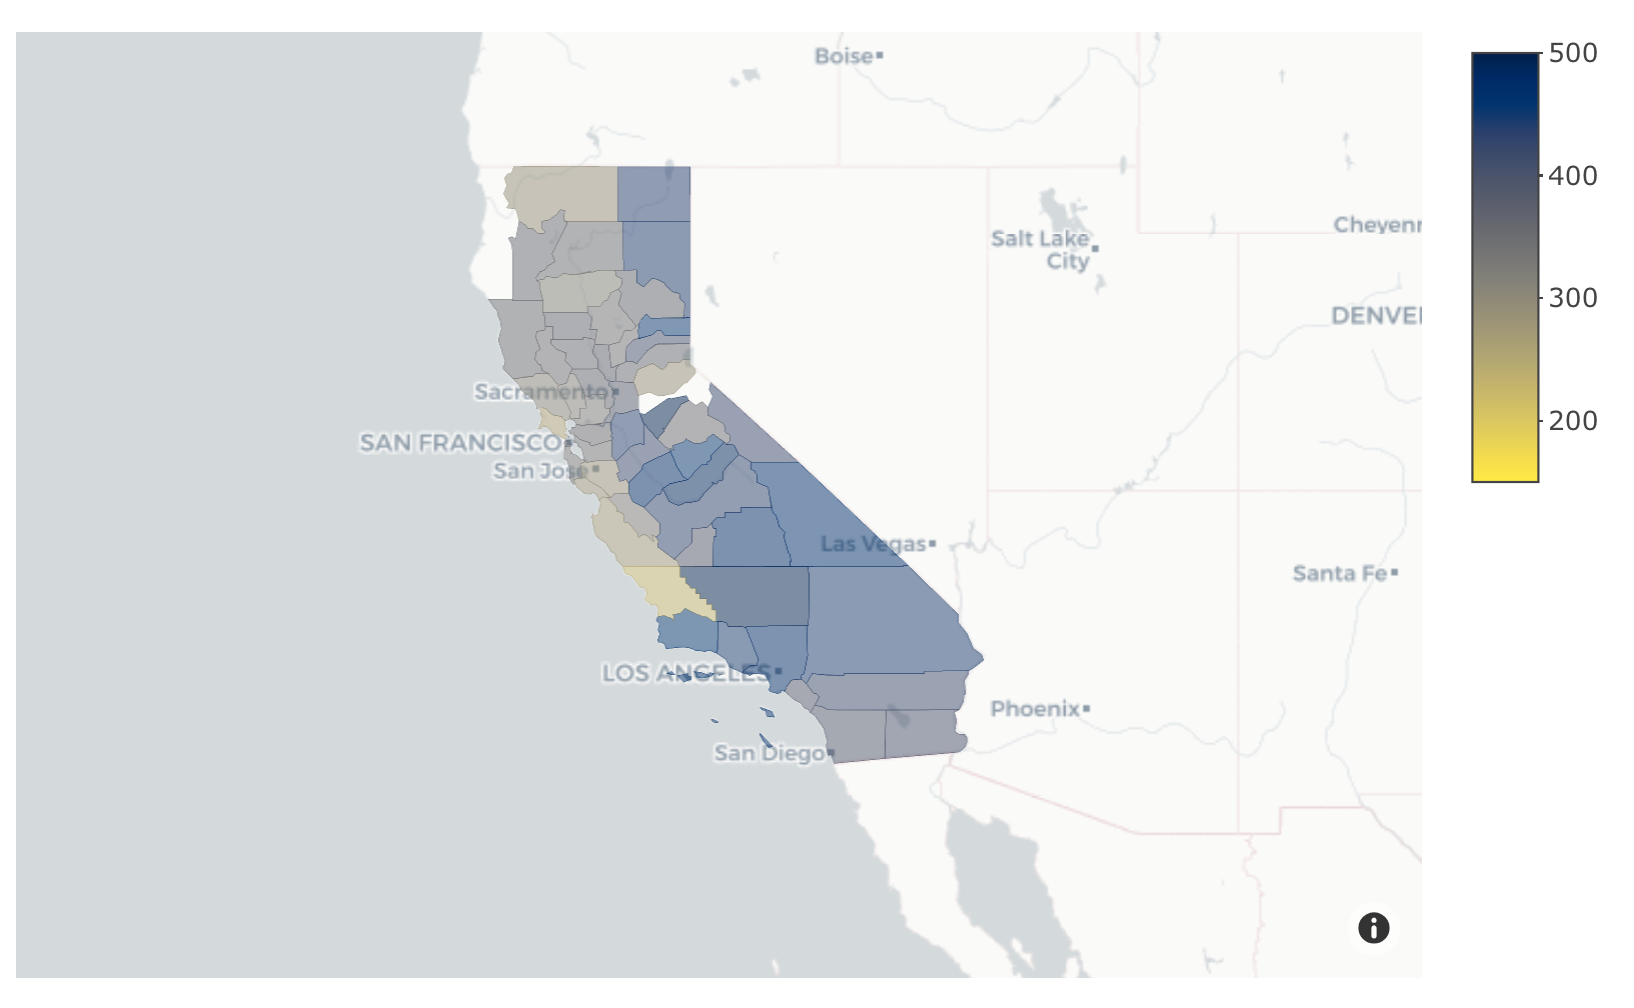 Boise
Salt Lake
City
Cheyenr
DENVE
Sacramento
SAN FRANCISCO
San Jose
Las Vegas
Santa Fe
LOS ANGELES
Phoenix
San Diego
500
400
300
200